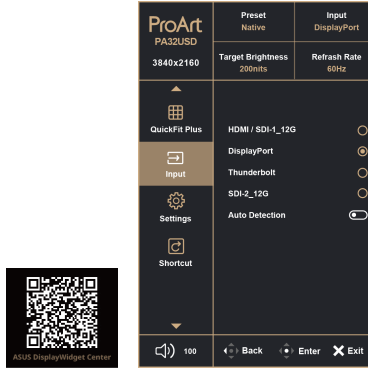 ProArt
PA32USD
3840x2160
Preset
Native
Input
DisplayPort
Target Brightness
200nits
Refresh Rate
60Hz
QuickFit Plus
HDMI / SDI-1_12G
DisplayPort
Input
Thunderbolt
SDI-2_12G
Settings
Auto Detection
Shortcut
100
Back
Enter
Exit
ASUS DisplayWidget Center